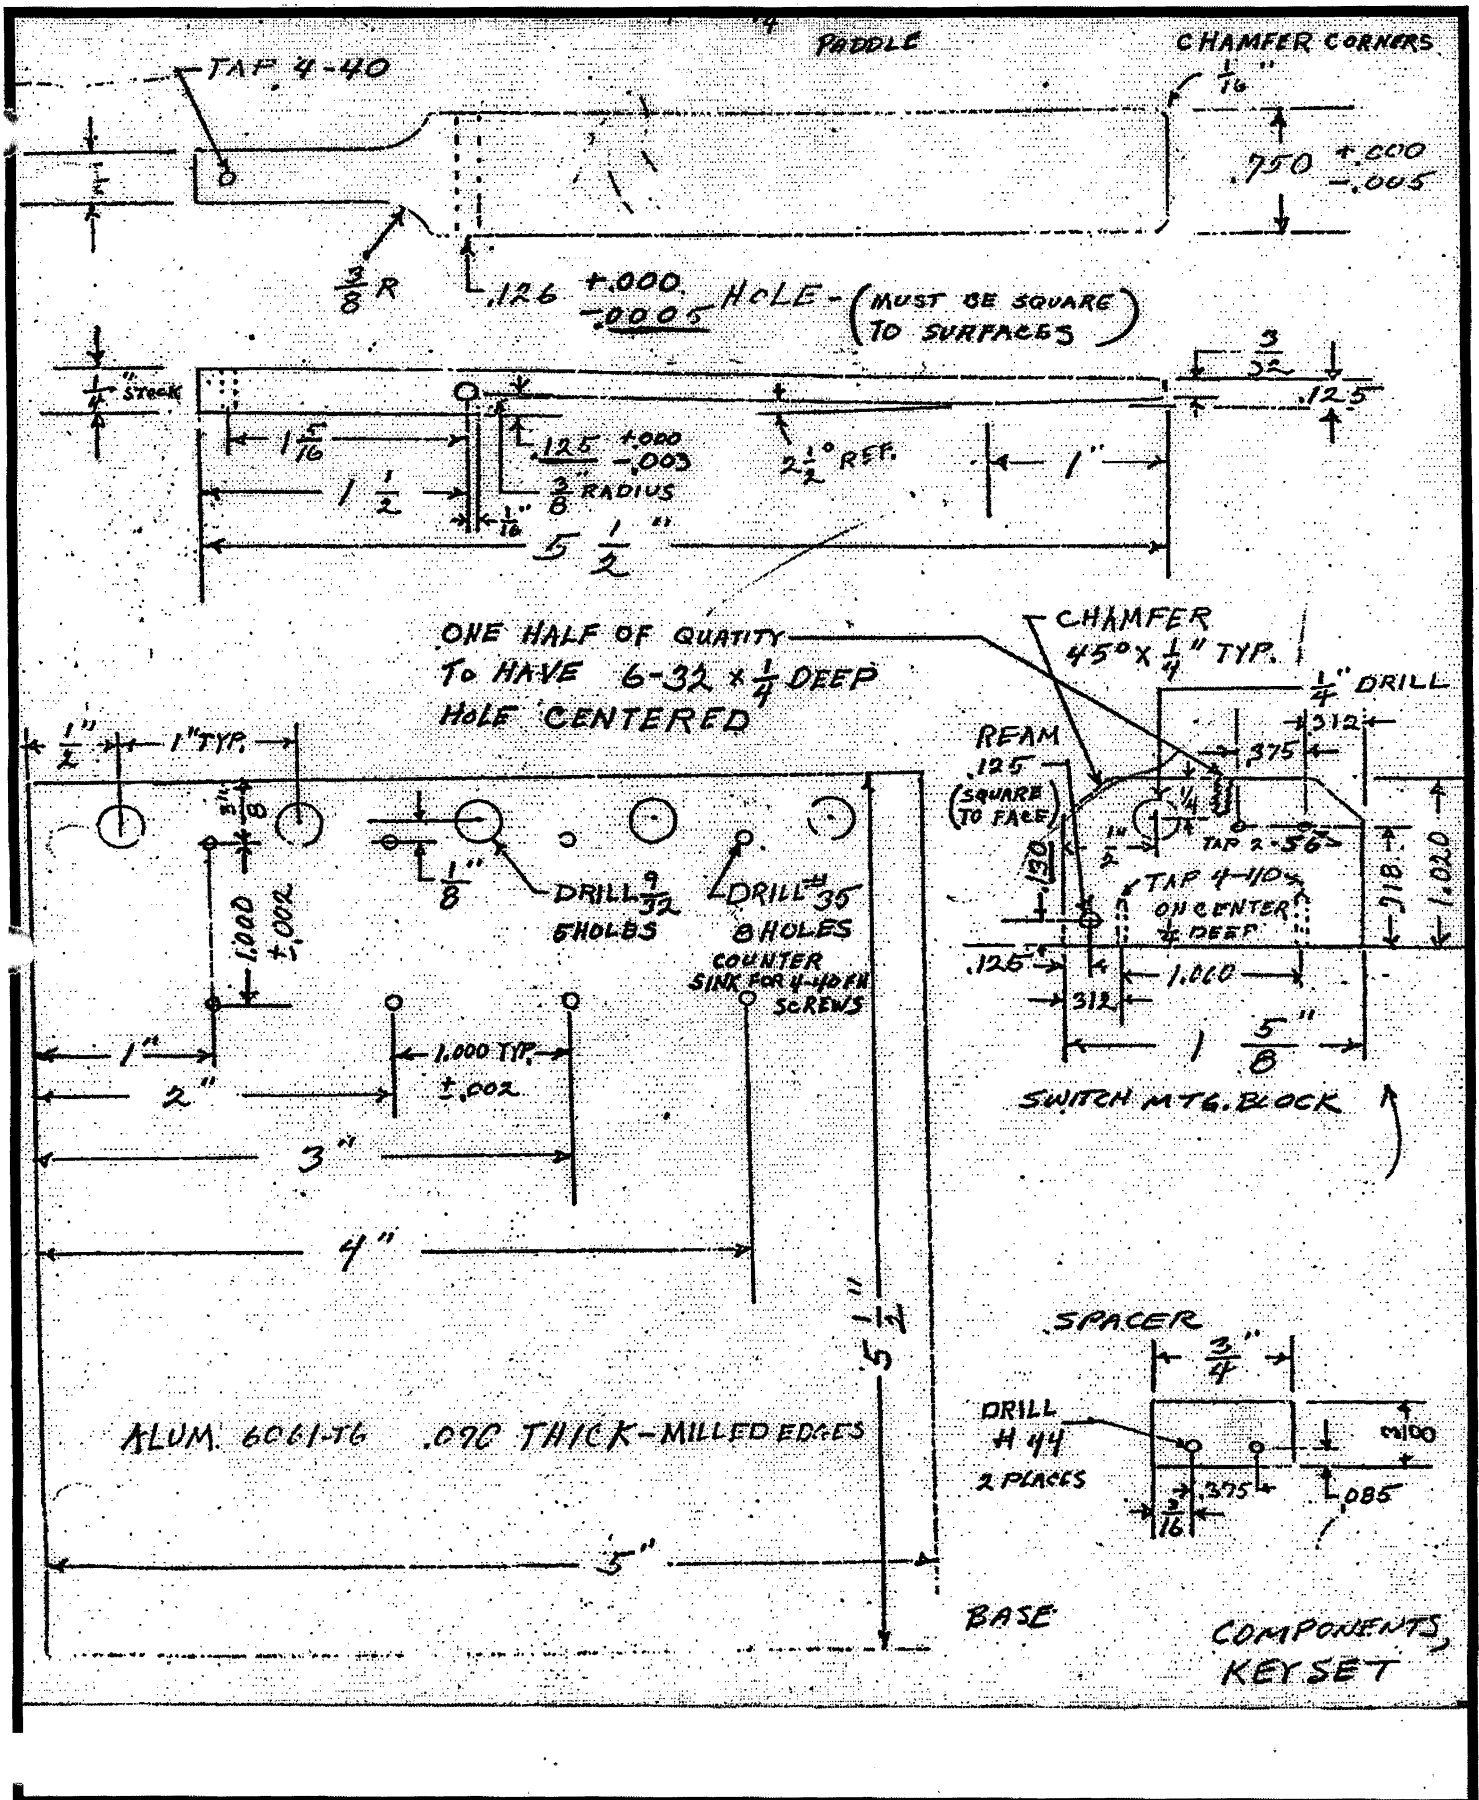 PADDLE
CHAMFER CORNERS
1/16"
TAP 4-40
1/2
.750 +.000
-.005
3/8 R
.126 +.000
-.0005
HOLE - (MUST BE SQUARE
TO SURFACES)
1/4" STOCK
3/32
.125
1 5/16
.125 +.000
-.003
2 1/2° REF.
1"
1 1/2
3/8" RADIUS
1/16"
5 1/2"
ONE HALF OF QUATITY
TO HAVE 6-32 x 1/4 DEEP
HOLE CENTERED
CHAMFER
45° x 1/4" TYP.
1/4" DRILL
.312
.375
REAM
.125
(SQUARE
TO FACE)
1/4
1/2"
TAP 2-56
.130
TAP 4-40
ON CENTER
1/4 DEEP
.718
1.020
.125
1.060
.312
1 5/8"
SWITCH MTG. BLOCK
1/2"
1" TYP.
3/8"
1/8"
DRILL 9/32
5 HOLES
DRILL #35
8 HOLES
COUNTER
SINK FOR 4-40 FH
SCREWS
1.000
±.002
1"
1.000 TYP.
±.002
2"
3"
4"
5 1/2"
ALUM. 6061-T6 .090 THICK-MILLED EDGES
5"
SPACER
3/4"
DRILL
# 44
2 PLACES
3/8
.375
.085
3/16
BASE
COMPONENTS,
KEYSET